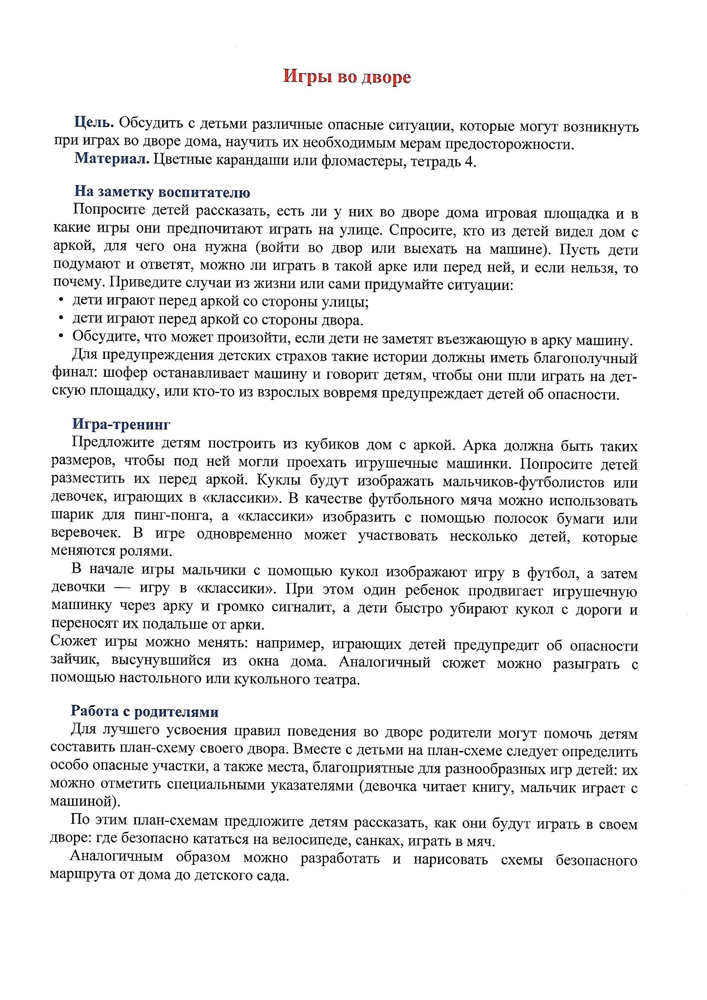 Игры во дворе
Цель. Обсудить с детьми различные опасные ситуации, которые могут возникнуть
при играх во дворе дома, научить их необходимым мерам предосторожности.
Материал. Цветные карандаши или фломастеры, тетрадь 4.
На заметку воспитателю
Попросите детей рассказать, есть ли у них во дворе дома игровая площадка и в
какие игры они предпочитают играть на улице. Спросите, кто из детей видел дом с
аркой, для чего она нужна (войти во двор или выехать на машине). Пусть дети
подумают и ответят, можно ли играть в такой арке или перед ней, и если нельзя, то
почему. Приведите случаи из жизни или сами придумайте ситуации:
• дети играют перед аркой со стороны улицы;
• дети играют перед аркой со стороны двора.
• Обсудите, что может произойти, если дети не заметят въезжающую в арку машину.
Для предупреждения детских страхов такие истории должны иметь благополучный
финал: шофер останавливает машину и говорит детям, чтобы они шли играть на дет-
скую площадку, или кто-то из взрослых вовремя предупреждает детей об опасности.
Игра-тренинг
Предложите детям построить из кубиков дом с аркой. Арка должна быть таких
размеров, чтобы под ней могли проехать игрушечные машинки. Попросите детей
разместить их перед аркой. Куклы будут изображать мальчиков-футболистов или
девочек, играющих в «классики». В качестве футбольного мяча можно использовать
шарик для пинг-понга, а «классики» изобразить с помощью полосок бумаги или
веревочек. В игре одновременно может участвовать несколько детей, которые
меняются ролями.
В начале игры мальчики с помощью кукол изображают игру в футбол, а затем
девочки — игру в «классики». При этом один ребенок продвигает игрушечную
машинку через арку и громко сигналит, а дети быстро убирают кукол с дороги и
переносят их подальше от арки.
Сюжет игры можно менять: например, играющих детей предупредит об опасности
зайчик, высунувшийся из окна дома. Аналогичный сюжет можно разыграть с
помощью настольного или кукольного театра.
Работа с родителями
Для лучшего усвоения правил поведения во дворе родители могут помочь детям
составить план-схему своего двора. Вместе с детьми на план-схеме следует определить
особо опасные участки, а также места, благоприятные для разнообразных игр детей: их
можно отметить специальными указателями (девочка читает книгу, мальчик играет с
машиной).
По этим план-схемам предложите детям рассказать, как они будут играть в своем
дворе: где безопасно кататься на велосипеде, санках, играть в мяч.
Аналогичным образом можно разработать и нарисовать схемы безопасного
маршрута от дома до детского сада.